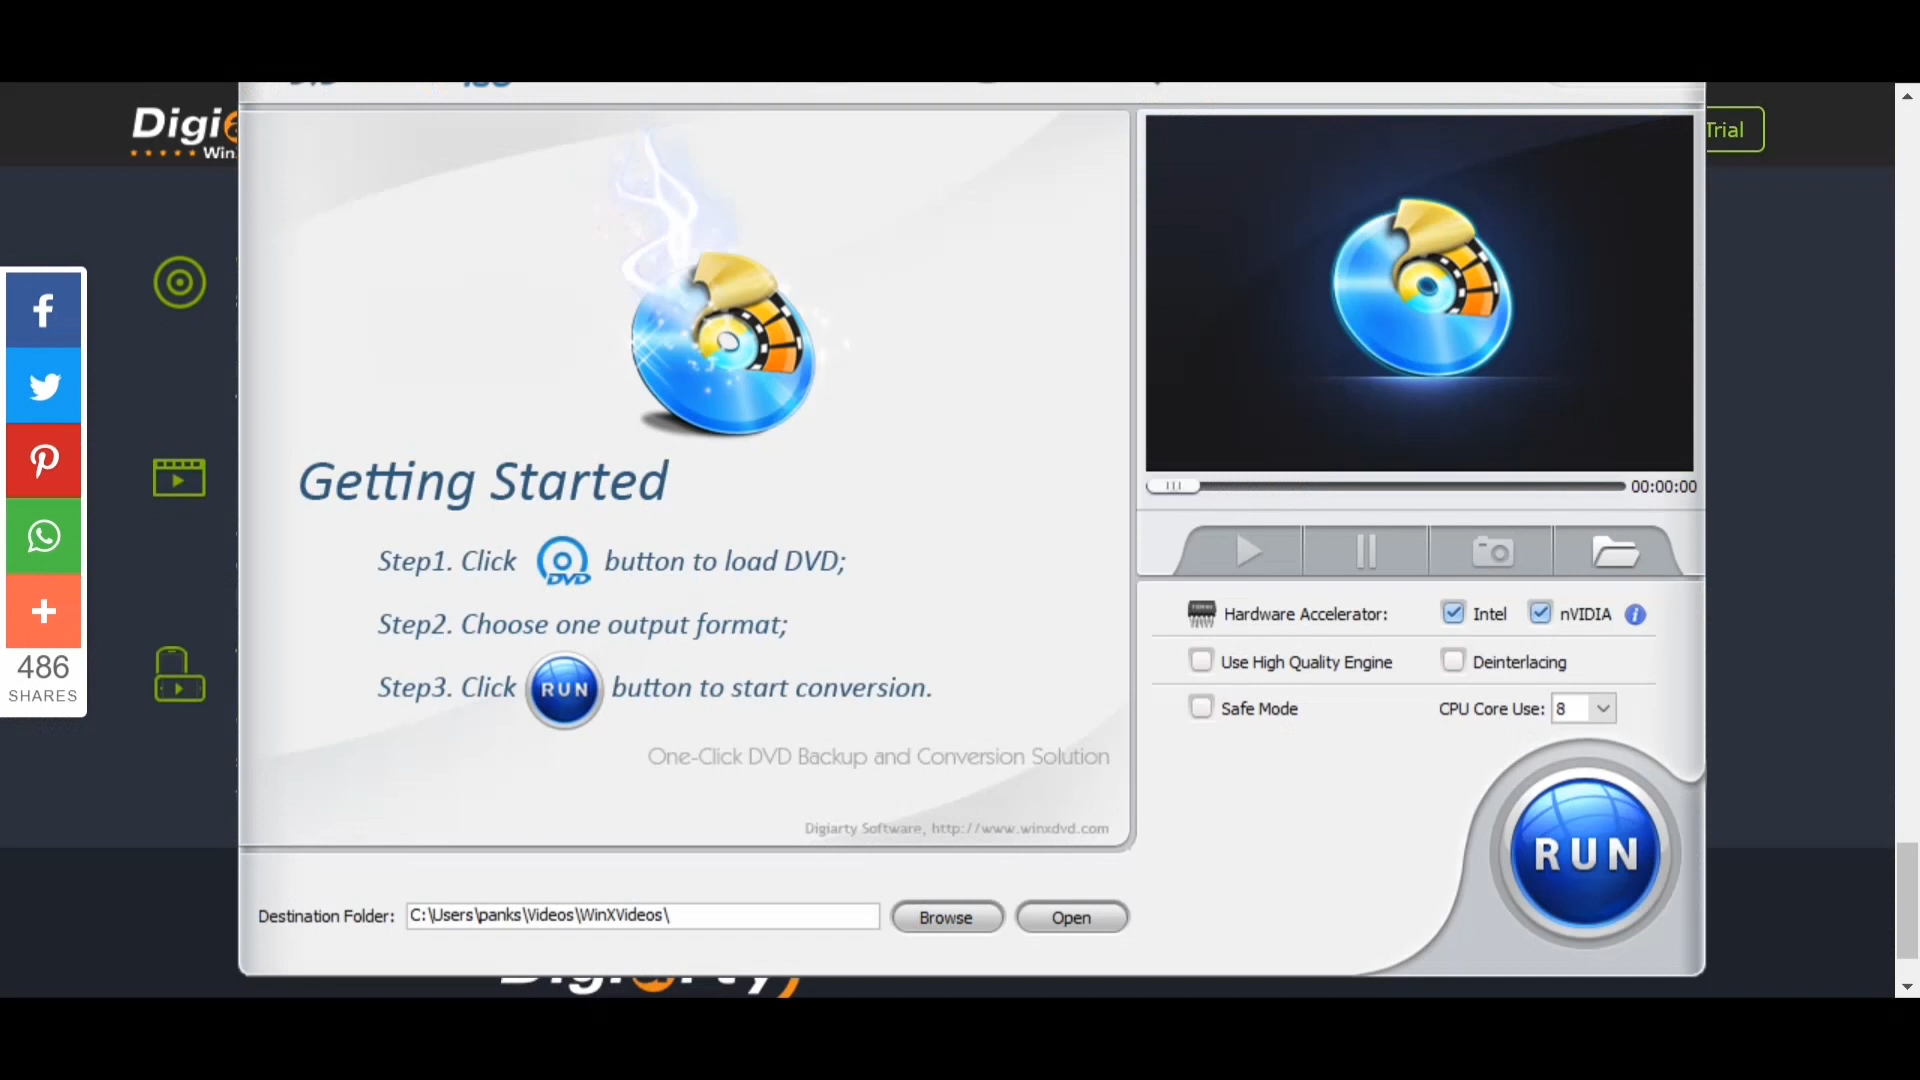 Trial
Win
486
SHARES
Getting Started
Step1. Click DVD button to load DVD;
Step2. Choose one output format;
Step3. Click RUN button to start conversion.
One-Click DVD Backup and Conversion Solution
Digiarty Software, http://www.winxdvd.com
00:00:00
Hardware Accelerator: Intel nVIDIA
Use High Quality Engine Deinterlacing
Safe Mode CPU Core Use: 8
RUN
Destination Folder: C:\Users\panks\Videos\WinXVideos\ Browse Open